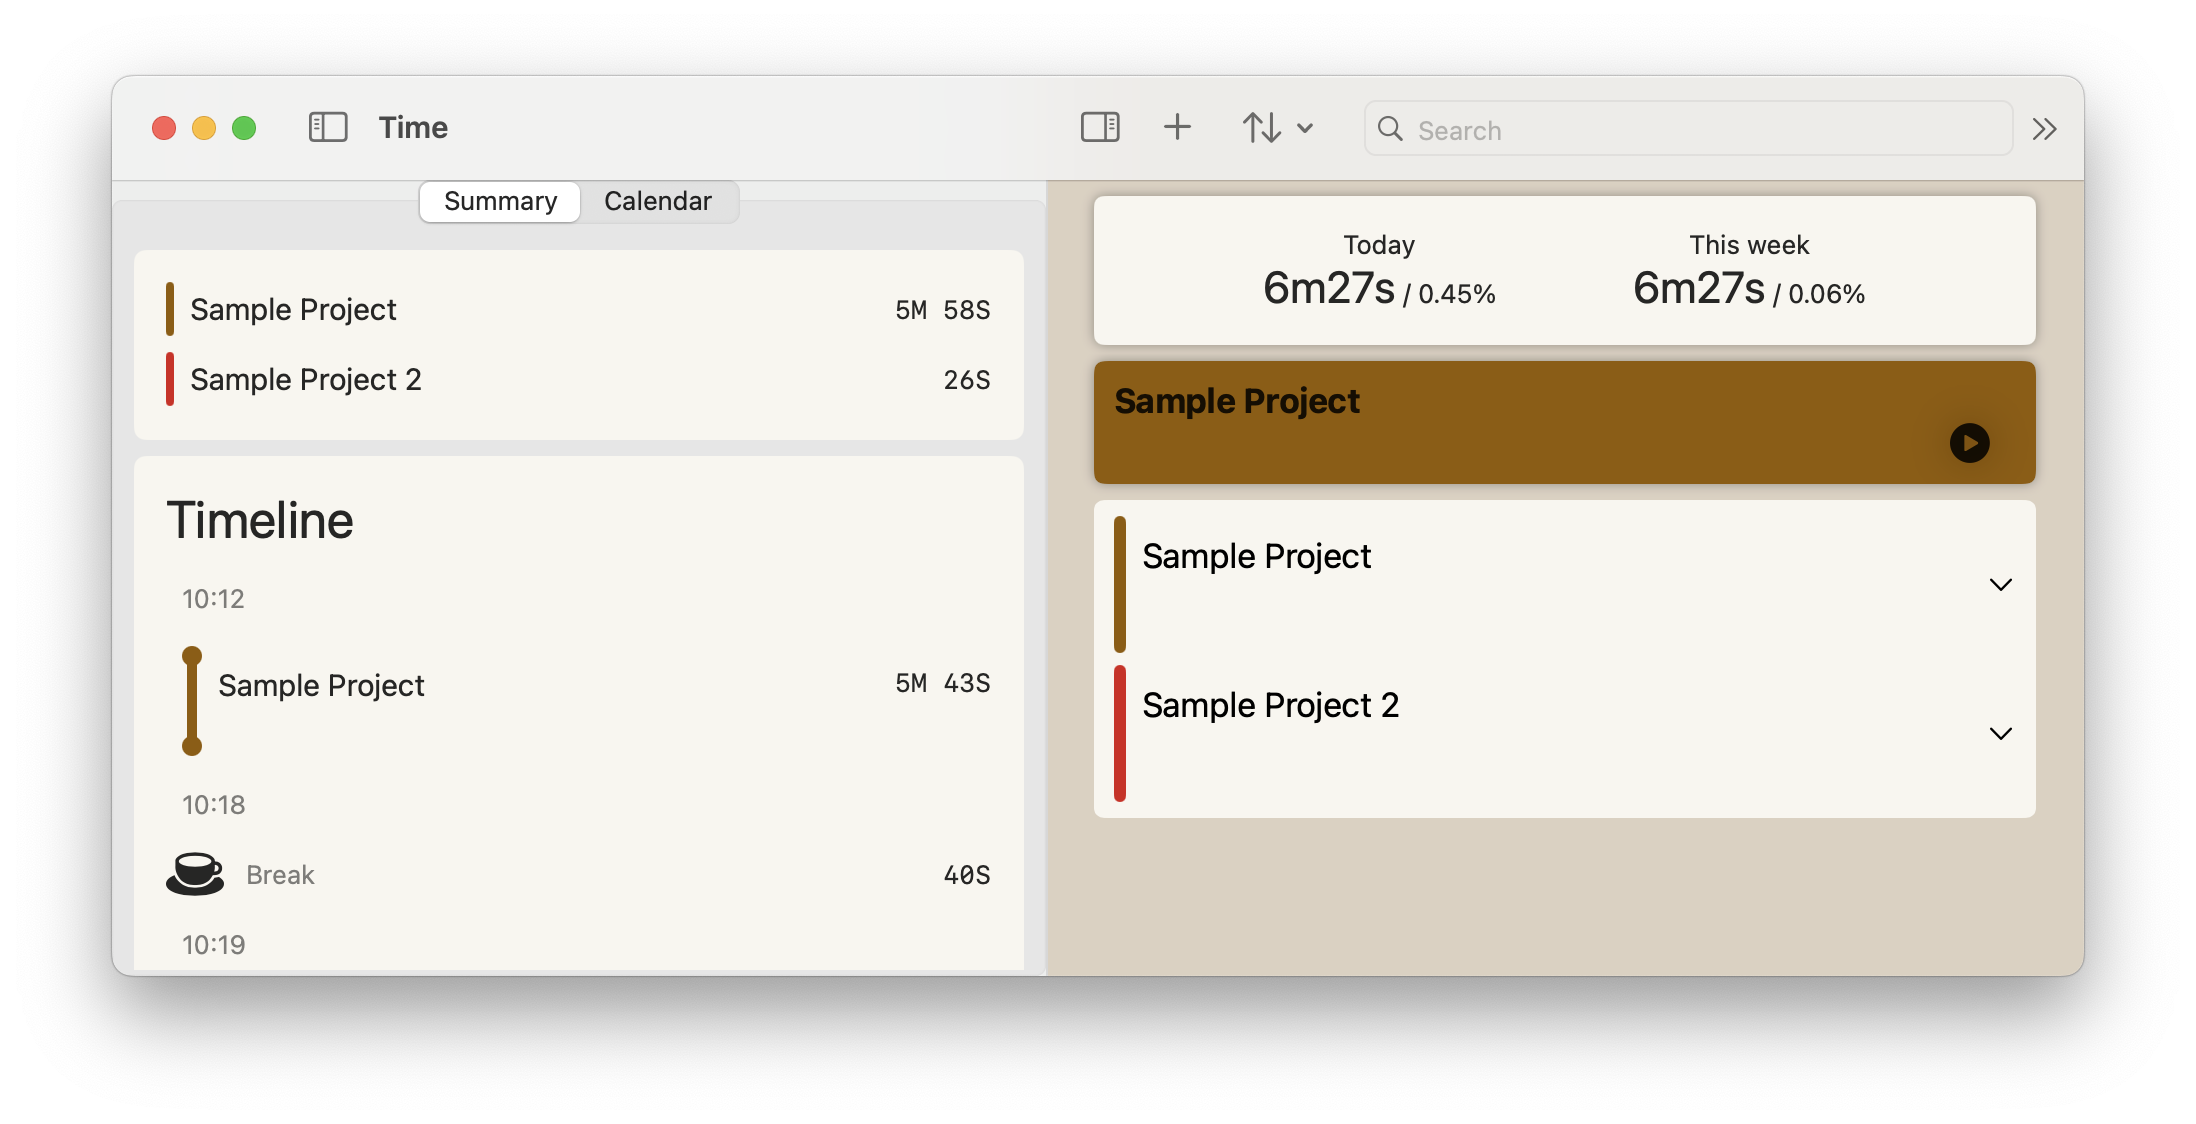 Time
Search
Summary Calendar
Sample Project 5M 58S
Sample Project 2 26S
Timeline
10:12
Sample Project 5M 43S
10:18
Break 40S
10:19
Today
6m27s / 0.45%
This week
6m27s / 0.06%
Sample Project
Sample Project
Sample Project 2